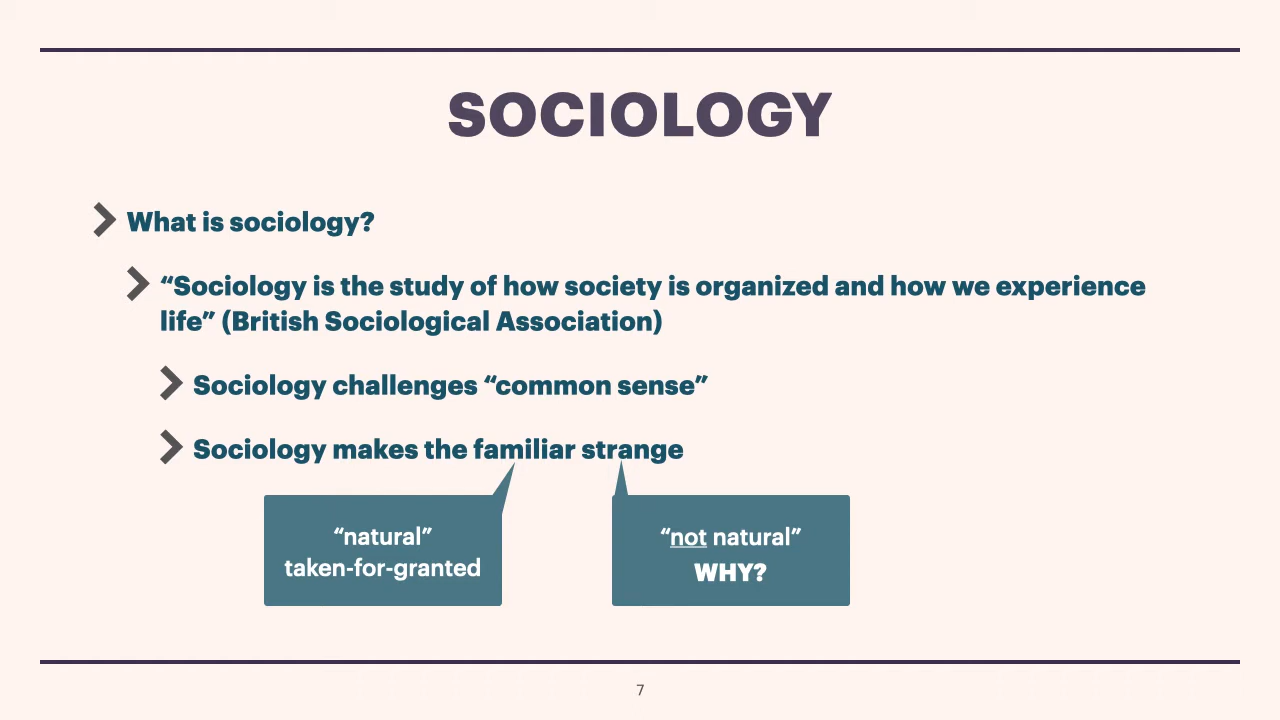 SOCIOLOGY
What is sociology?
“Sociology is the study of how society is organized and how we experience
life” (British Sociological Association)
Sociology challenges “common sense”
Sociology makes the familiar strange
“natural”
taken-for-granted
“not natural”
WHY?
7